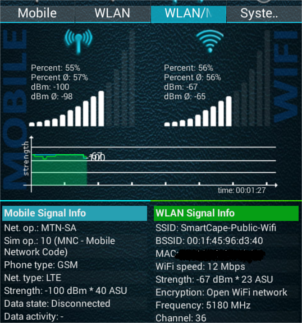 Mobile WLAN WLAN/M Syste..
MOBILE
WIFI
Percent: 55%
Percent Ø: 57%
dBm: -100
dBm Ø: -98
Percent: 56%
Percent Ø: 56%
dBm: -67
dBm Ø: -65
strength
time: 00:01:27
Mobile Signal Info
Net. op.: MTN-SA
Sim op.: 10 (MNC - Mobile
Network Code)
Phone type: GSM
Net. type: LTE
Strength: -100 dBm * 40 ASU
Data state: Disconnected
Data activity: -
WLAN Signal Info
SSID: SmartCape-Public-Wifi
BSSID: 00:1f:45:96:d3:40
MAC:
WiFi speed: 12 Mbps
Strength: -67 dBm * 23 ASU
Encryption: Open WiFi network
Frequency: 5180 MHz
Channel: 36